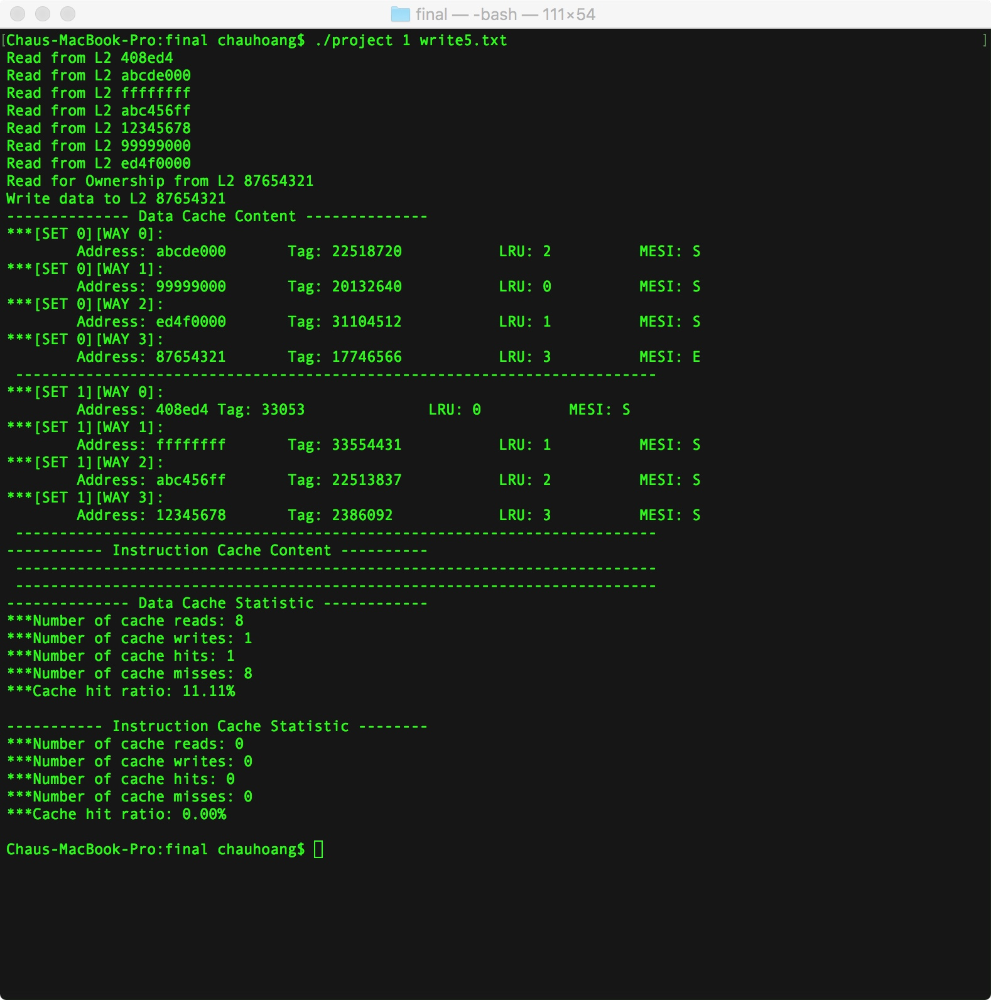 final — -bash — 111×54
[Chaus-MacBook-Pro:final chauhoang$ ./project 1 write5.txt ]
Read from L2 408ed4
Read from L2 abcde000
Read from L2 ffffffff
Read from L2 abc456ff
Read from L2 12345678
Read from L2 99999000
Read from L2 ed4f0000
Read for Ownership from L2 87654321
Write data to L2 87654321
-------------- Data Cache Content --------------
***[SET 0][WAY 0]:
Address: abcde000 Tag: 22518720 LRU: 2 MESI: S
***[SET 0][WAY 1]:
Address: 99999000 Tag: 20132640 LRU: 0 MESI: S
***[SET 0][WAY 2]:
Address: ed4f0000 Tag: 31104512 LRU: 1 MESI: S
***[SET 0][WAY 3]:
Address: 87654321 Tag: 17746566 LRU: 3 MESI: E
-------------------------------------------------------------------------
***[SET 1][WAY 0]:
Address: 408ed4 Tag: 33053 LRU: 0 MESI: S
***[SET 1][WAY 1]:
Address: ffffffff Tag: 33554431 LRU: 1 MESI: S
***[SET 1][WAY 2]:
Address: abc456ff Tag: 22513837 LRU: 2 MESI: S
***[SET 1][WAY 3]:
Address: 12345678 Tag: 2386092 LRU: 3 MESI: S
-------------------------------------------------------------------------
----------- Instruction Cache Content ----------
-------------------------------------------------------------------------
-------------------------------------------------------------------------
-------------- Data Cache Statistic ------------
***Number of cache reads: 8
***Number of cache writes: 1
***Number of cache hits: 1
***Number of cache misses: 8
***Cache hit ratio: 11.11%
----------- Instruction Cache Statistic --------
***Number of cache reads: 0
***Number of cache writes: 0
***Number of cache hits: 0
***Number of cache misses: 0
***Cache hit ratio: 0.00%
Chaus-MacBook-Pro:final chauhoang$